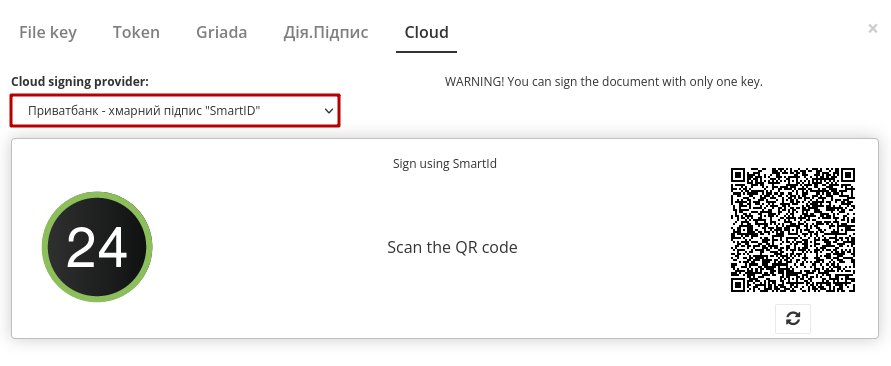 File key Token Griada Дія.Підпис Cloud ×
Cloud signing provider: WARNING! You can sign the document with only one key.
Приватбанк - хмарний підпис "SmartID"
Sign using SmartId
24 Scan the QR code